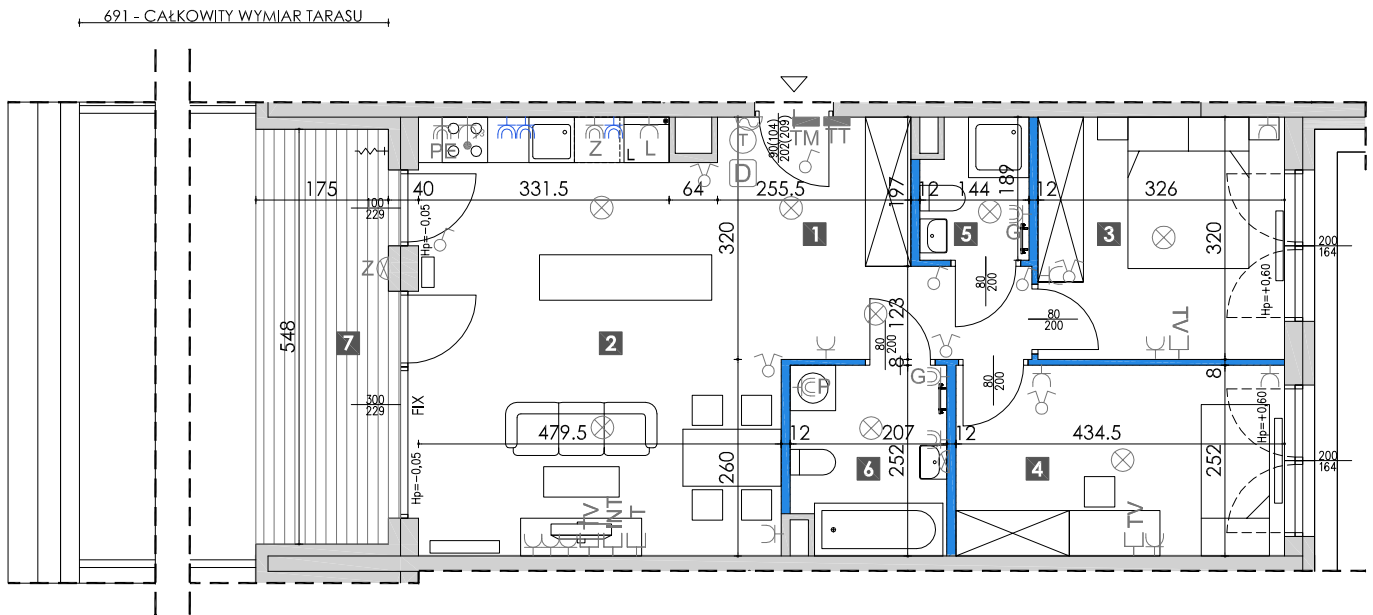 691 - CAŁKOWITY WYMIAR TARASU
90(104)
202(209)
TM
TT
PE
Z
L
L
T
D
175
40
331.5
64
255.5
197
12
144
189
12
326
100
229
Hp=-0,05
320
1
5
G
3
320
200
164
Z
Hp=+0,60
80
200
548
7
2
123
80
200
80
200
TV
8
80
200
G
8
P
300
229
FIX
479.5
12
207
12
434.5
Hp=+0,60
Hp=-0,05
260
6
252
4
252
200
164
TV
INT
T
TV